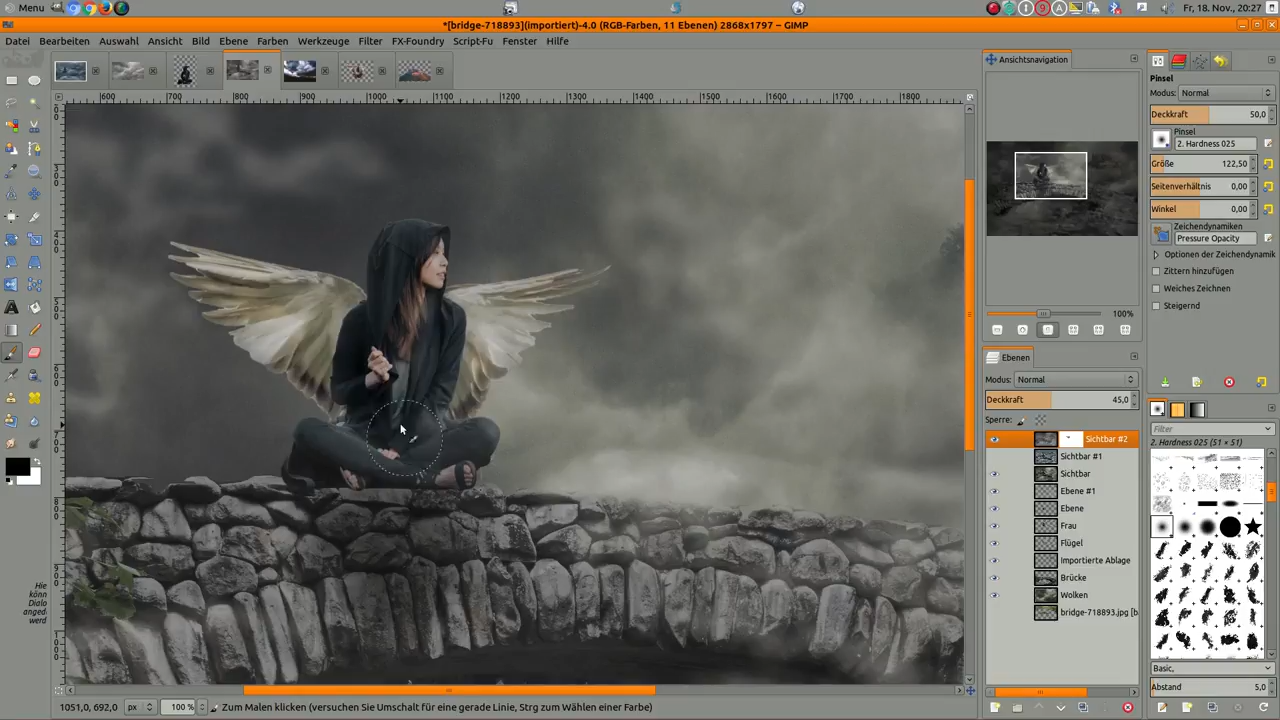 Menu
9
A
Fr, 18. Nov., 20:27
*[bridge-718893](importiert)-4.0 (RGB-Farben, 11 Ebenen) 2868x1797 – GIMP
Datei Bearbeiten Auswahl Ansicht Bild Ebene Farben Werkzeuge Filter FX-Foundry Script-Fu Fenster Hilfe
Ansichtsnavigation
Pinsel
Modus: Normal
600 700 800 900 1000 1100 1200 1300 1400 1500 1600 1700 1800
Deckkraft 50,0
Pinsel
2. Hardness 025
Größe 122,50
Seitenverhältnis 0,00
Winkel 0,00
Zeichendynamiken
Pressure Opacity
Optionen der Zeichendynamik
Zittern hinzufügen
Weiches Zeichnen
Steigernd
100%
Ebenen
Modus: Normal
Deckkraft 45,0
Sperre:
Filter
2. Hardness 025 (51 × 51)
Sichtbar #2
Sichtbar #1
Sichtbar
Ebene #1
Ebene
Frau
Flügel
Importierte Ablage
Brücke
Wolken
bridge-718893.jpg [b
Hie
könn
Dialo
anged
werd
Basic,
Abstand 5,0
1051,0, 692,0 px 100 % Zum Malen klicken (versuchen Sie Umschalt für eine gerade Linie, Strg zum Wählen einer Farbe)